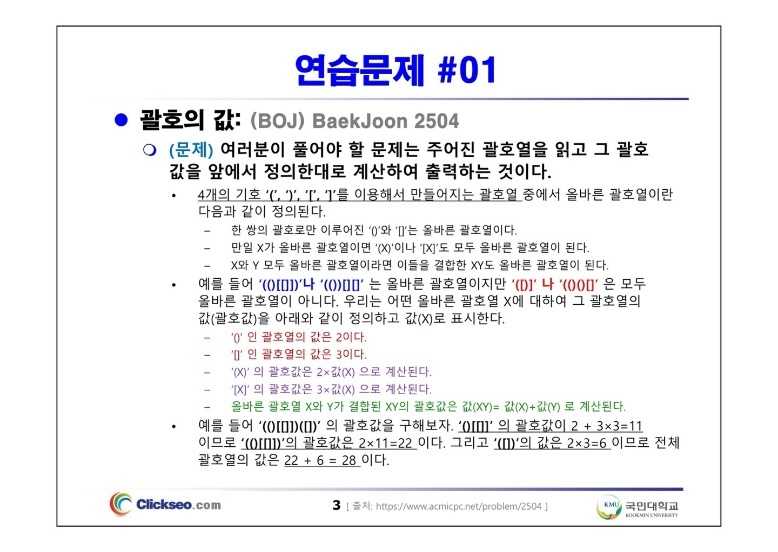 연습문제 #01
● 괄호의 값: (BOJ) BaekJoon 2504
❍ (문제) 여러분이 풀어야 할 문제는 주어진 괄호열을 읽고 그 괄호
값을 앞에서 정의한대로 계산하여 출력하는 것이다.
• 4개의 기호 '(', ')', '[', ']'를 이용해서 만들어지는 괄호열 중에서 올바른 괄호열이란
다음과 같이 정의된다.
– 한 쌍의 괄호로만 이루어진 '()'와 '[]'는 올바른 괄호열이다.
– 만일 X가 올바른 괄호열이면 '(X)'이나 '[X]'도 모두 올바른 괄호열이 된다.
– X와 Y 모두 올바른 괄호열이라면 이들을 결합한 XY도 올바른 괄호열이 된다.
• 예를 들어 '(()[[]])'나 '(())[][]' 는 올바른 괄호열이지만 '([)]' 나 '(()()[]' 은 모두
올바른 괄호열이 아니다. 우리는 어떤 올바른 괄호열 X에 대하여 그 괄호열의
값(괄호값)을 아래와 같이 정의하고 값(X)로 표시한다.
– '()' 인 괄호열의 값은 2이다.
– '[]' 인 괄호열의 값은 3이다.
– '(X)' 의 괄호값은 2×값(X) 으로 계산된다.
– '[X]' 의 괄호값은 3×값(X) 으로 계산된다.
– 올바른 괄호열 X와 Y가 결합된 XY의 괄호값은 값(XY)= 값(X)+값(Y) 로 계산된다.
• 예를 들어 '(()[[]])([])' 의 괄호값을 구해보자. '()[[]]' 의 괄호값이 2 + 3×3=11
이므로 '(()[[]])'의 괄호값은 2×11=22 이다. 그리고 '([])'의 값은 2×3=6 이므로 전체
괄호열의 값은 22 + 6 = 28 이다.
Clickseo.com
3 [ 출처: https://www.acmicpc.net/problem/2504 ]
KMU 국민대학교
KOOKMIN UNIVERSITY